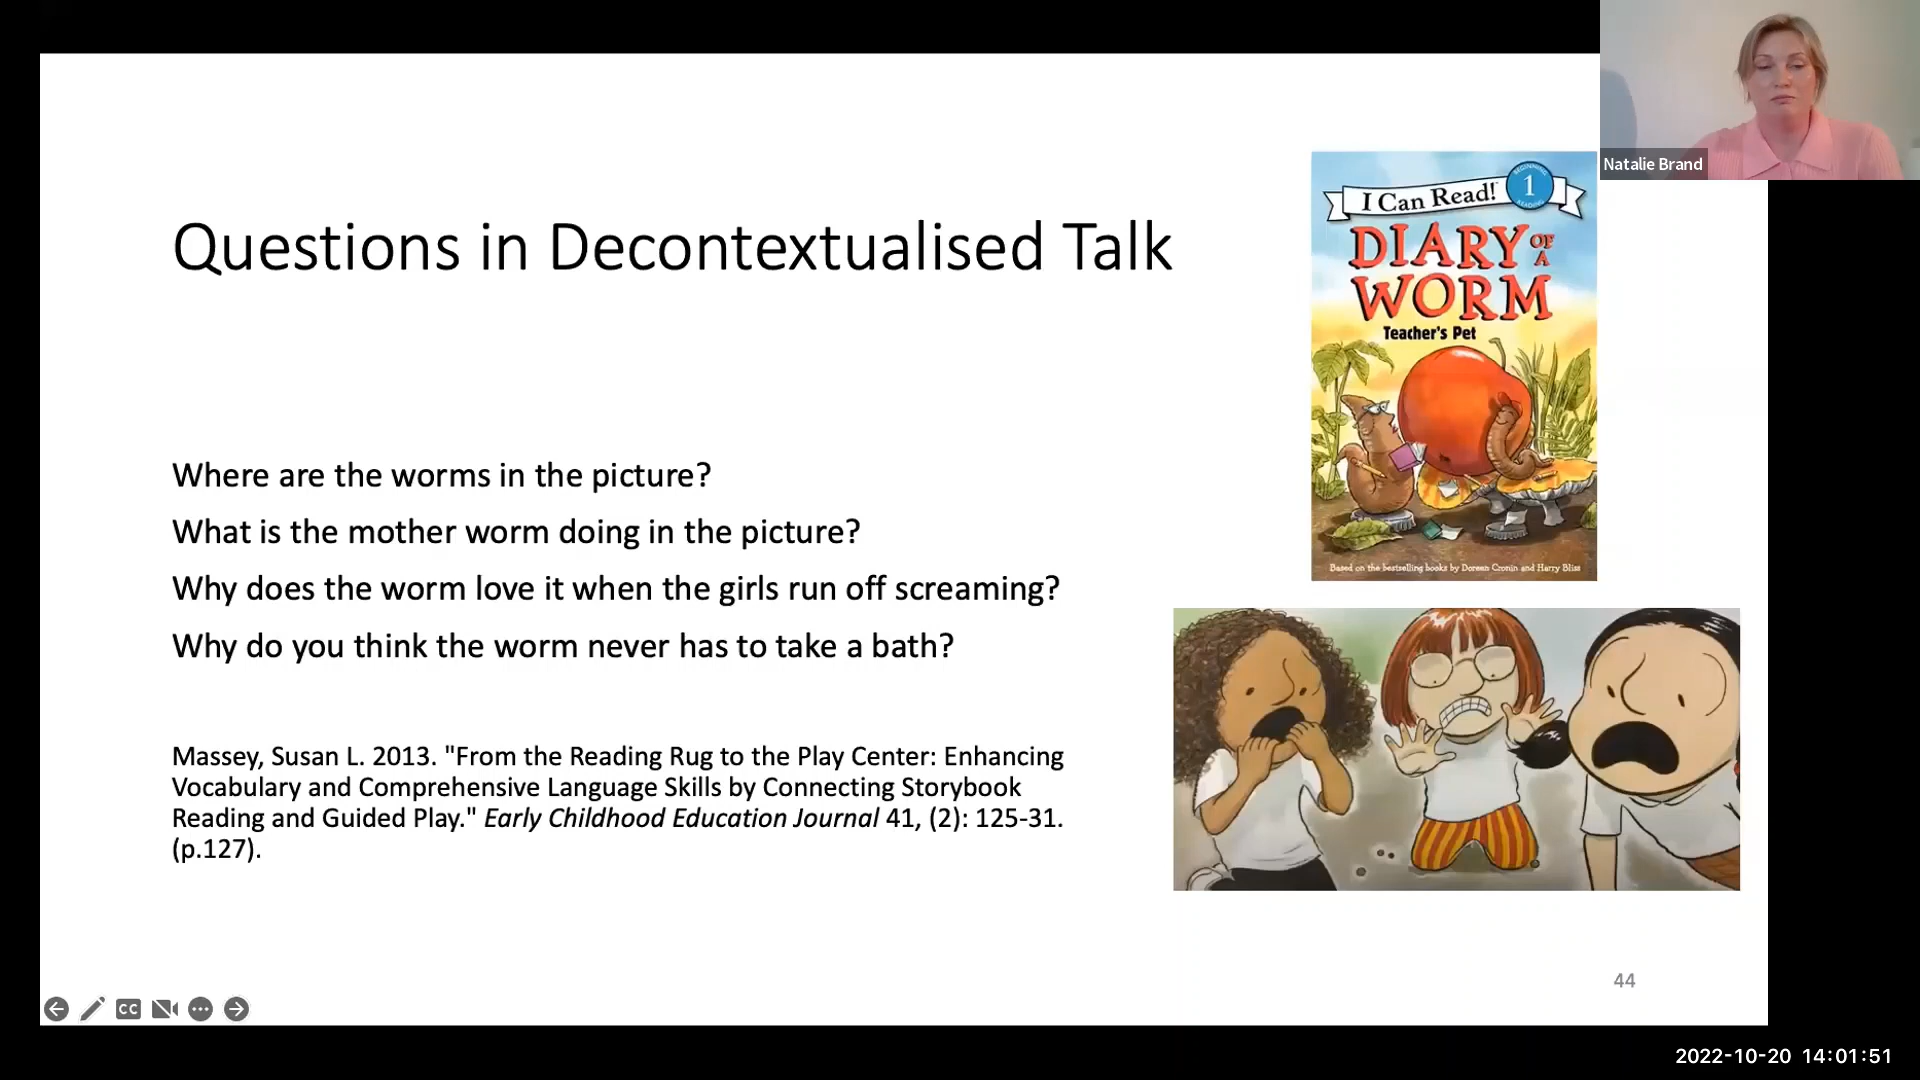 Natalie Brand
Questions in Decontextualised Talk
I Can Read!
BEGINNING
1
READING
DIARY OF A
WORM
Teacher's Pet
Based on the bestselling books by Doreen Cronin and Harry Bliss
Where are the worms in the picture?
What is the mother worm doing in the picture?
Why does the worm love it when the girls run off screaming?
Why do you think the worm never has to take a bath?
Massey, Susan L. 2013. "From the Reading Rug to the Play Center: Enhancing
Vocabulary and Comprehensive Language Skills by Connecting Storybook
Reading and Guided Play." Early Childhood Education Journal 41, (2): 125-31.
(p.127).
44
CC
2022-10-20 14:01:51